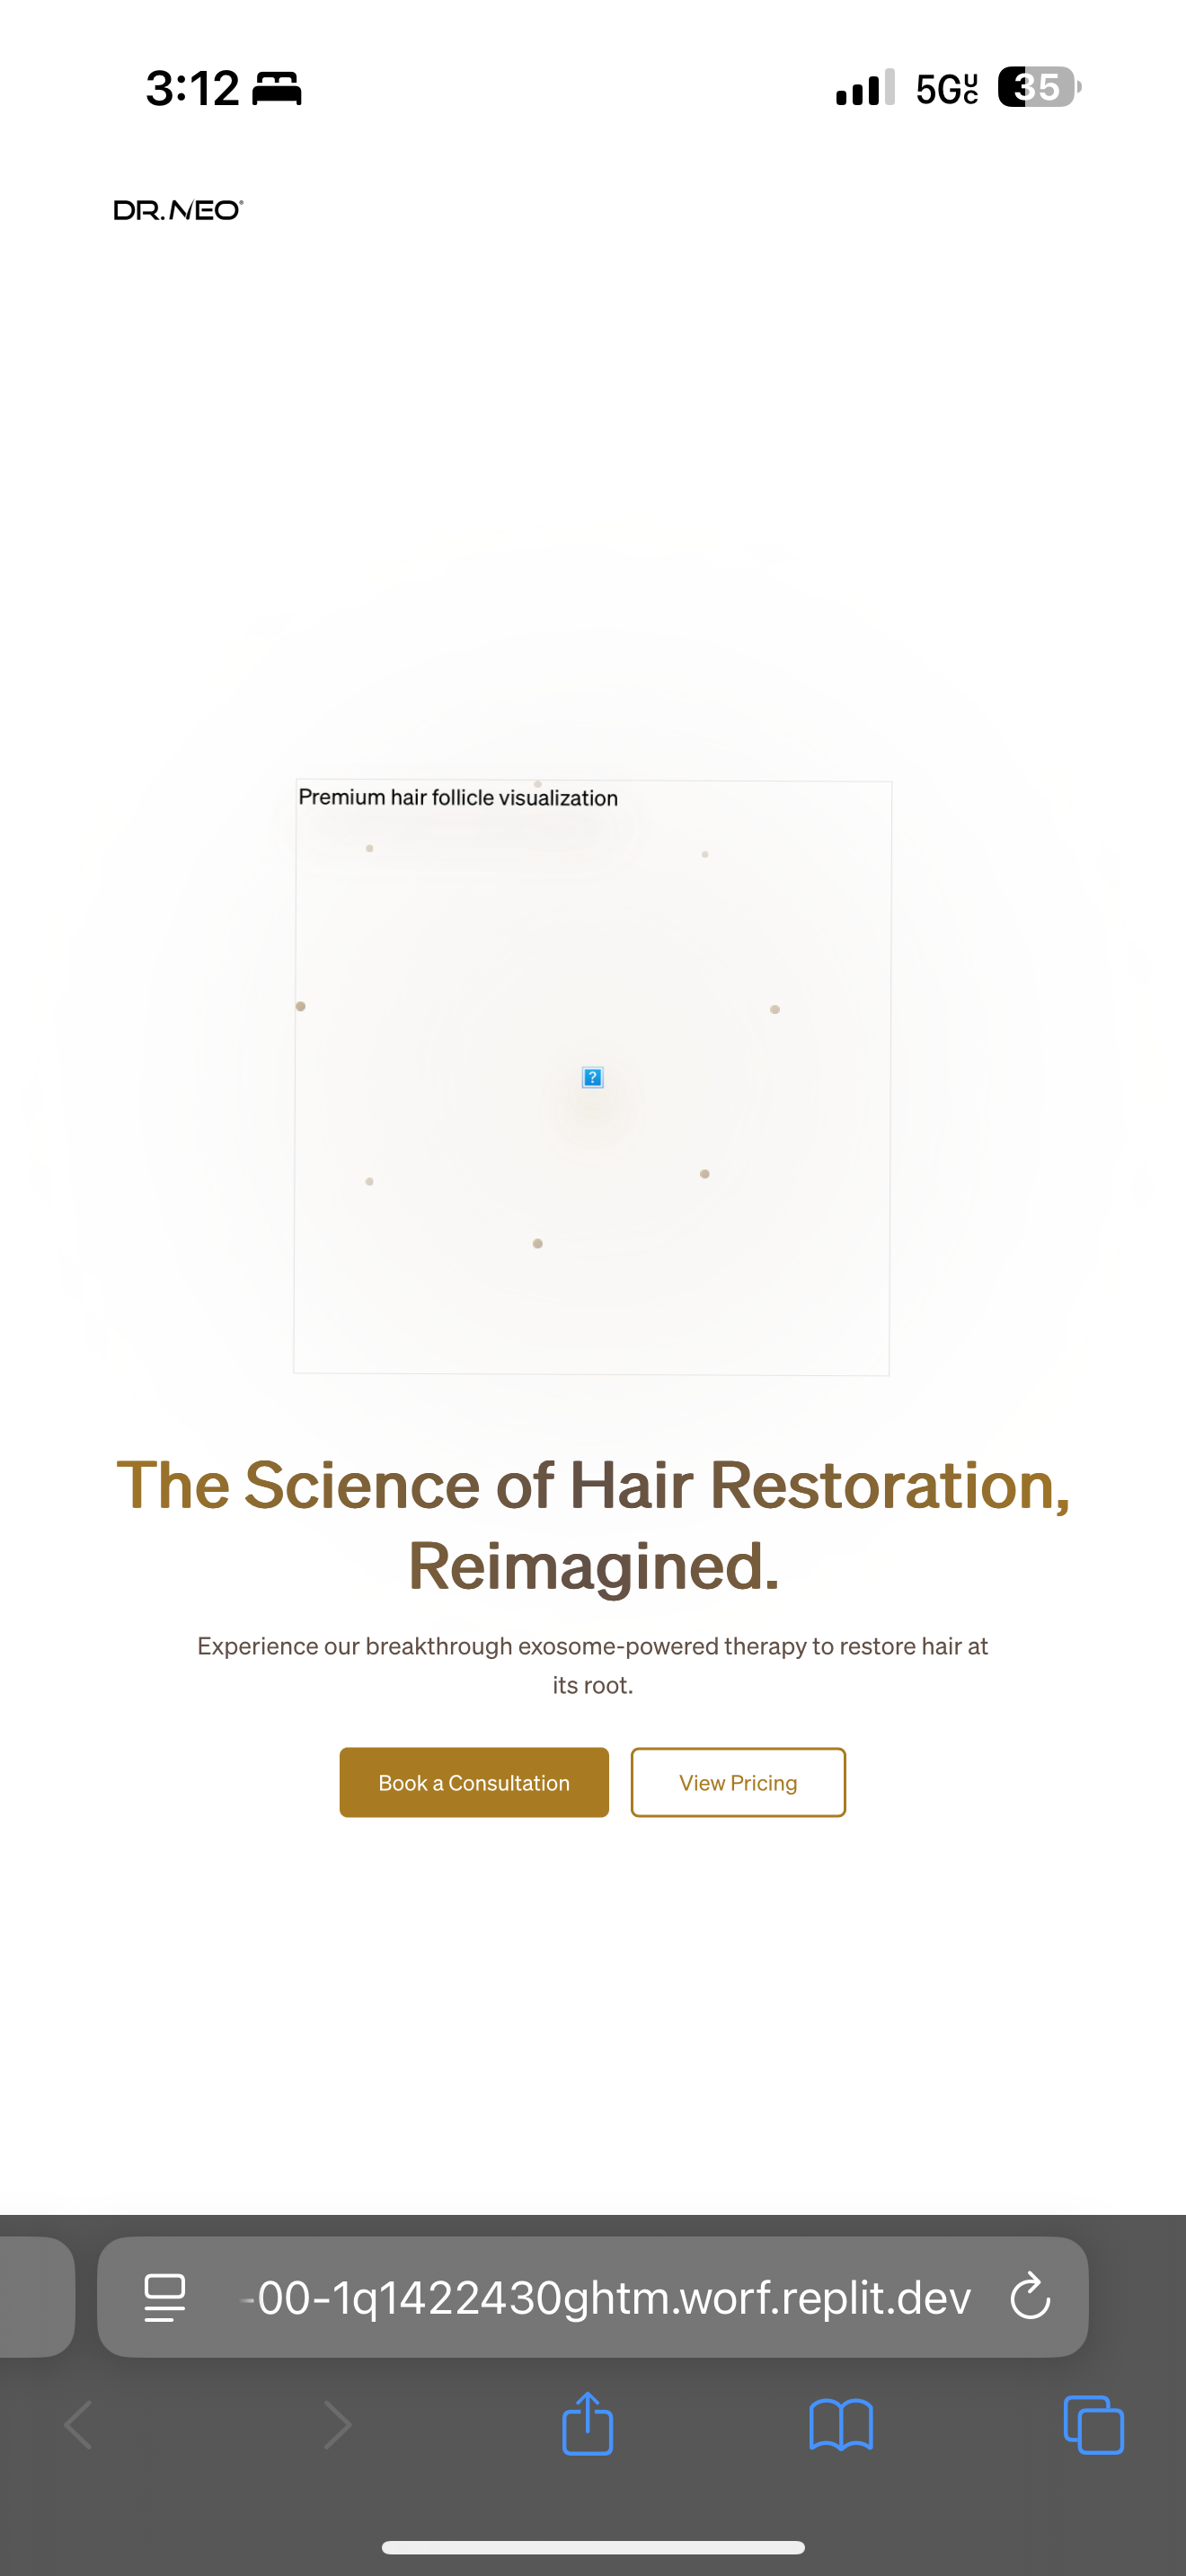 3:12
5G UC
35
DR. NEO®
Premium hair follicle visualization
?
The Science of Hair Restoration,
Reimagined.
Experience our breakthrough exosome-powered therapy to restore hair at
its root.
Book a Consultation
View Pricing
-00-1q1422430ghtm.worf.replit.dev